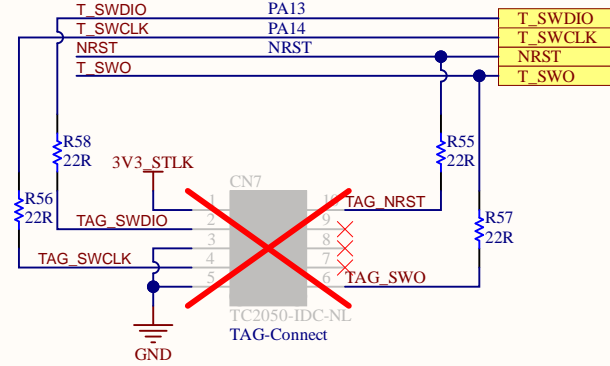 T_SWDIO PA13 T_SWDIO
T_SWCLK PA14 T_SWCLK
NRST NRST NRST
T_SWO T_SWO
R58
22R
R55
22R
3V3_STLK
R56
22R
CN7
1 10 TAG_NRST
TAG_SWDIO 2 9
3 8
TAG_SWCLK 4 7
5 6 TAG_SWO
R57
22R
TC2050-IDC-NL
TAG-Connect
GND